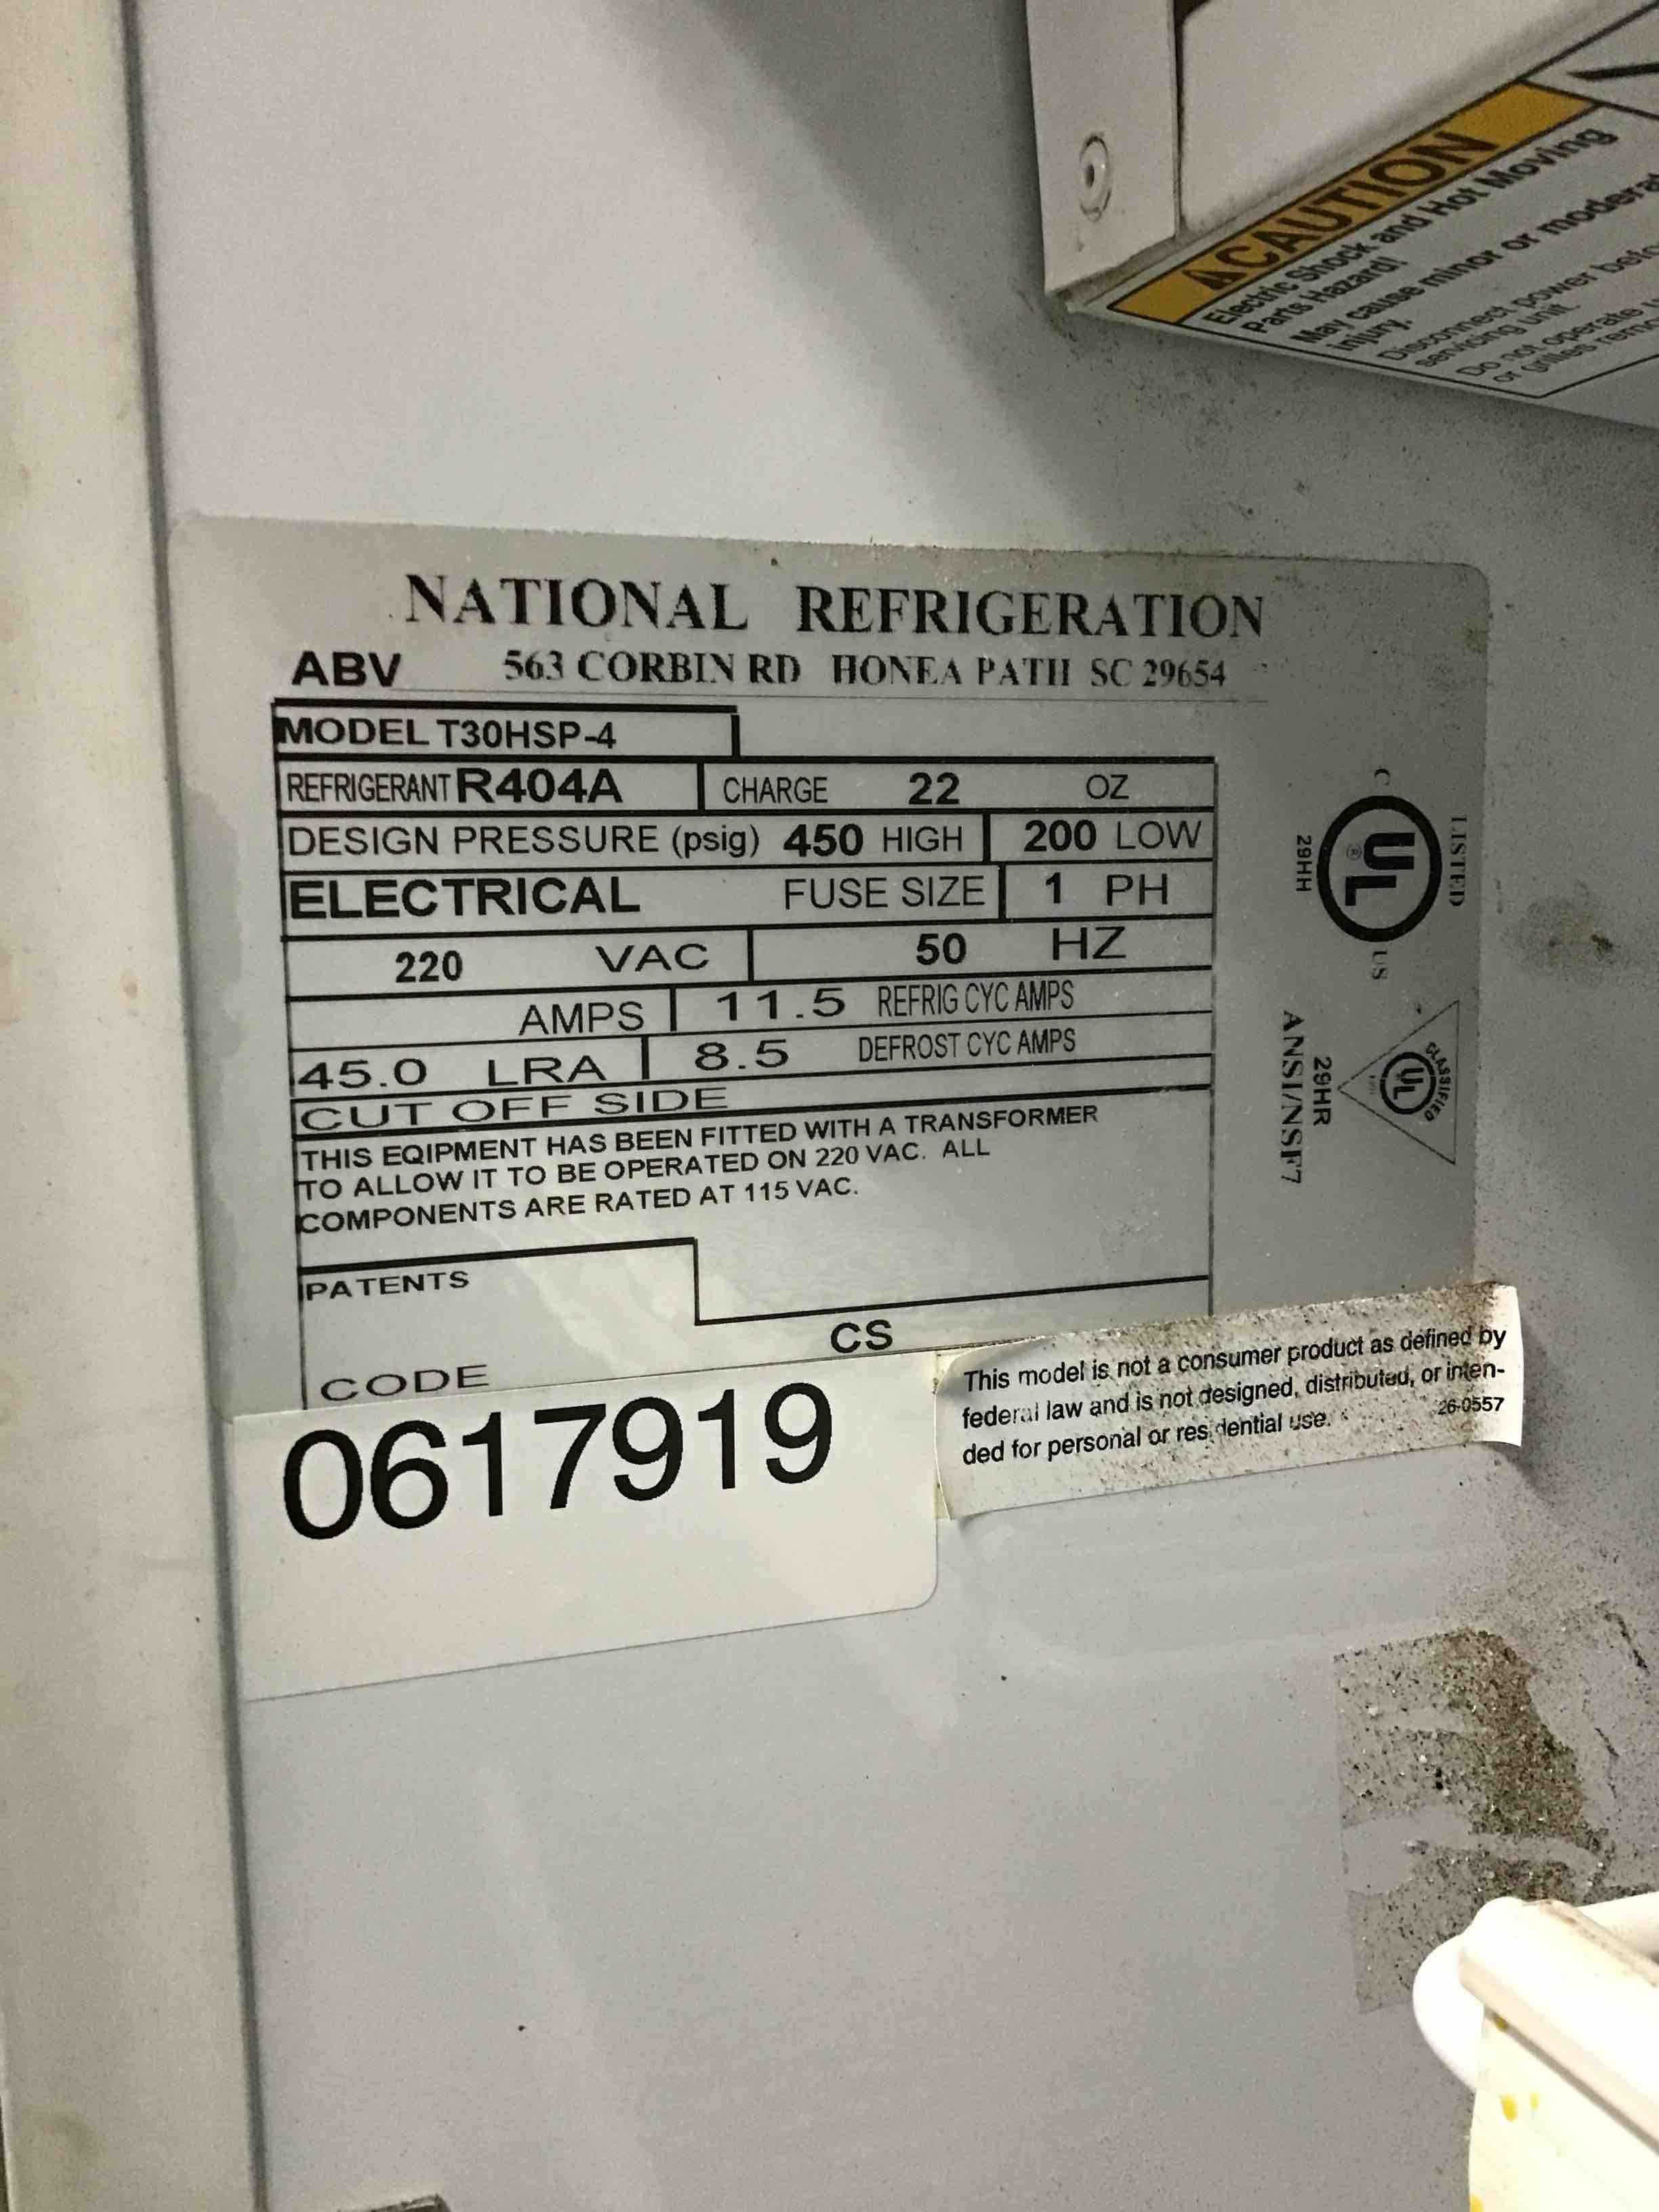 CAUTION
Electric Shock and Hot Moving
Parts Hazard!
May cause minor or
injury.
Disconnect power
servicing unit.
Do not operate
or grilles
NATIONAL REFRIGERATION
ABV 563 CORBIN RD HONEA PATH SC 29654
MODEL T30HSP-4
REFRIGERANT R404A CHARGE 22 OZ
DESIGN PRESSURE (psig) 450 HIGH 200 LOW
ELECTRICAL FUSE SIZE 1 PH
220 VAC 50 HZ
AMPS 11.5 REFRIG CYC AMPS
45.0 LRA 8.5 DEFROST CYC AMPS
CUT OFF SIDE
THIS EQIPMENT HAS BEEN FITTED WITH A TRANSFORMER
TO ALLOW IT TO BE OPERATED ON 220 VAC. ALL
COMPONENTS ARE RATED AT 115 VAC.
PATENTS
CS
CODE
0617919
C UL ® US
LISTED
29HH
CLASSIFIED
UL
29HR
ANSI/NSF7
This model is not a consumer product as defined by
federal law and is not designed, distributed, or inten-
ded for personal or residential use.
26-0557